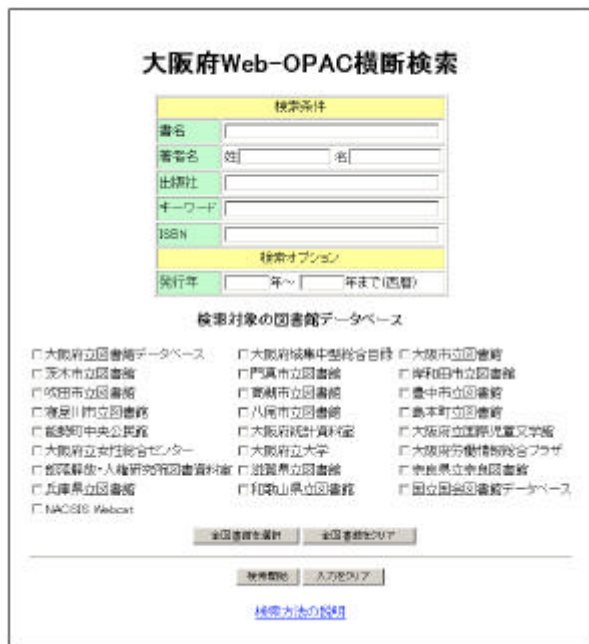 大阪府Web-OPAC横断検索
検索条件
書名
著者名 姓 名
出版社
キーワード
ISBN
検索オプション
発行年 年~ 年まで(西暦)
検索対象の図書館データベース
大阪府立図書館データベース 大阪府域集中型総合目録 大阪市立図書館
茨木市立図書館 門真市立図書館 岸和田市立図書館
吹田市立図書館 高槻市立図書館 豊中市立図書館
寝屋川市立図書館 八尾市立図書館 島本町立図書館
能勢町中央公民館 大阪府統計資料室 大阪府立国際児童文学館
大阪府立女性総合センター 大阪府立大学 大阪府労働情報総合プラザ
部落解放・人権研究所図書資料室 滋賀県立図書館 奈良県立奈良図書館
兵庫県立図書館 和歌山県立図書館 国立国会図書館データベース
NACSIS Webcat
全図書館を選択 全図書館をクリア
検索開始 入力をクリア
検索方法の説明